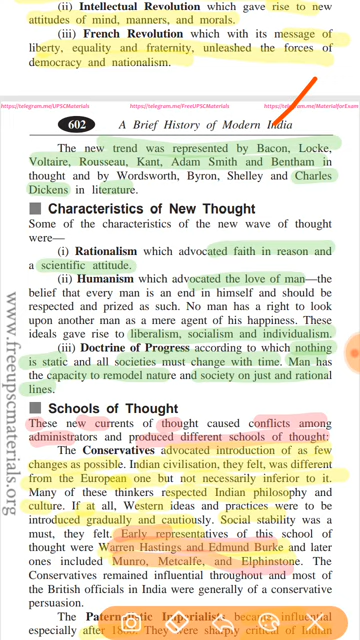 (ii) Intellectual Revolution which gave rise to new
attitudes of mind, manners, and morals.
(iii) French Revolution which with its message of
liberty, equality and fraternity, unleashed the forces of
democracy and nationalism.
https://telegram.me/UPSCMaterials https://telegram.me/FreeUPSCMaterials https://telegram.me/MaterialforExam
602 A Brief History of Modern India
The new trend was represented by Bacon, Locke,
Voltaire, Rousseau, Kant, Adam Smith and Bentham in
thought and by Wordsworth, Byron, Shelley and Charles
Dickens in literature.
Characteristics of New Thought
Some of the characteristics of the new wave of thought
were—
(i) Rationalism which advocated faith in reason and
a scientific attitude.
(ii) Humanism which advocated the love of man—the
belief that every man is an end in himself and should be
respected and prized as such. No man has a right to look
upon another man as a mere agent of his happiness. These
ideals gave rise to liberalism, socialism and individualism.
(iii) Doctrine of Progress according to which nothing
is static and all societies must change with time. Man has
the capacity to remodel nature and society on just and rational
lines.
Schools of Thought
These new currents of thought caused conflicts among
administrators and produced different schools of thought:
The Conservatives advocated introduction of as few
changes as possible. Indian civilisation, they felt, was different
from the European one but not necessarily inferior to it.
Many of these thinkers respected Indian philosophy and
culture. If at all, Western ideas and practices were to be
introduced gradually and cautiously. Social stability was a
must, they felt. Early representatives of this school of
thought were Warren Hastings and Edmund Burke and later
ones included Munro, Metcalfe, and Elphinstone. The
Conservatives remained influential throughout and most of
the British officials in India were generally of a conservative
persuasion.
The Paternalistic Imperialists became influential
especially after 1800. They were sharply critical of Indian
www.freeupscmaterials.org